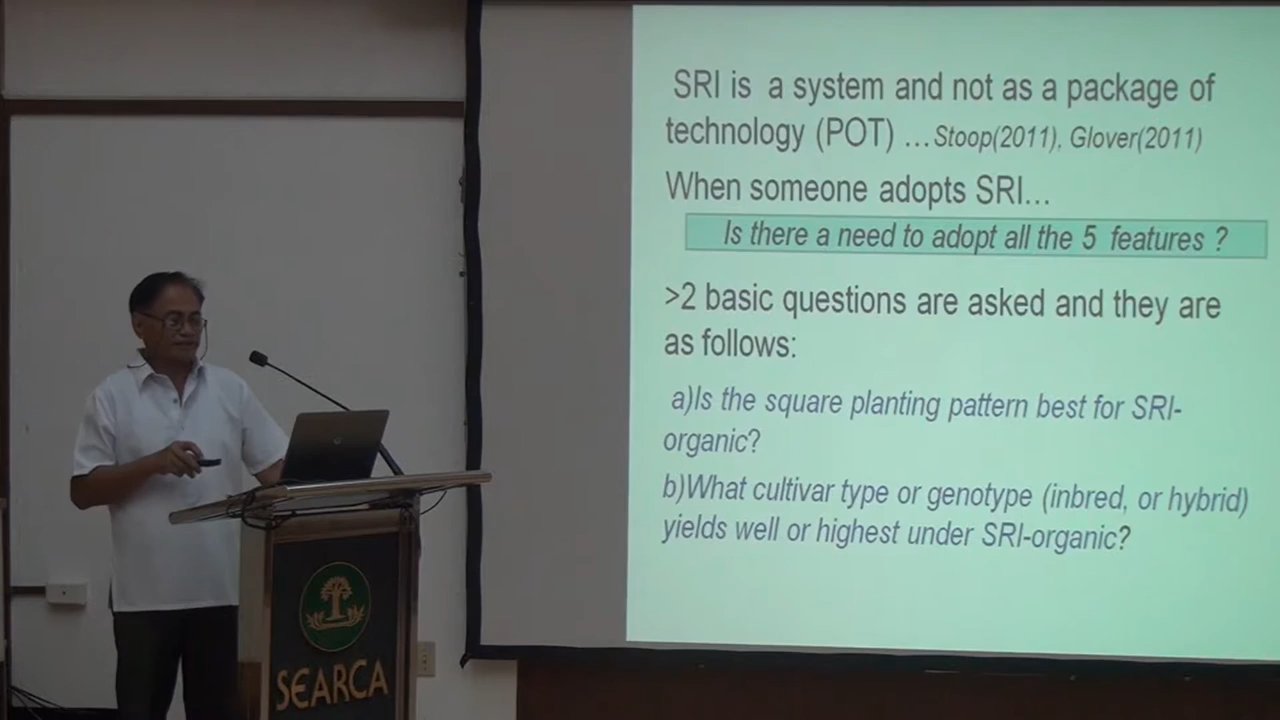 SRI is a system and not as a package of
technology (POT) ...Stoop(2011), Glover(2011)
When someone adopts SRI...
Is there a need to adopt all the 5 features ?
>2 basic questions are asked and they are
as follows:
a)Is the square planting pattern best for SRI-
organic?
b)What cultivar type or genotype (inbred, or hybrid)
yields well or highest under SRI-organic?
SEARCA